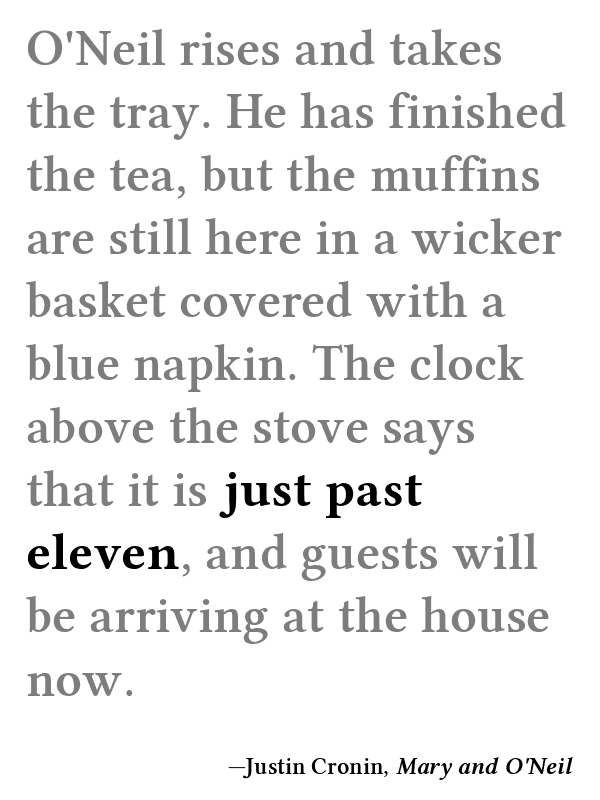 O'Neil rises and takes
the tray. He has finished
the tea, but the muffins
are still here in a wicker
basket covered with a
blue napkin. The clock
above the stove says
that it is just past
eleven, and guests will
be arriving at the house
now.
—Justin Cronin, Mary and O'Neil